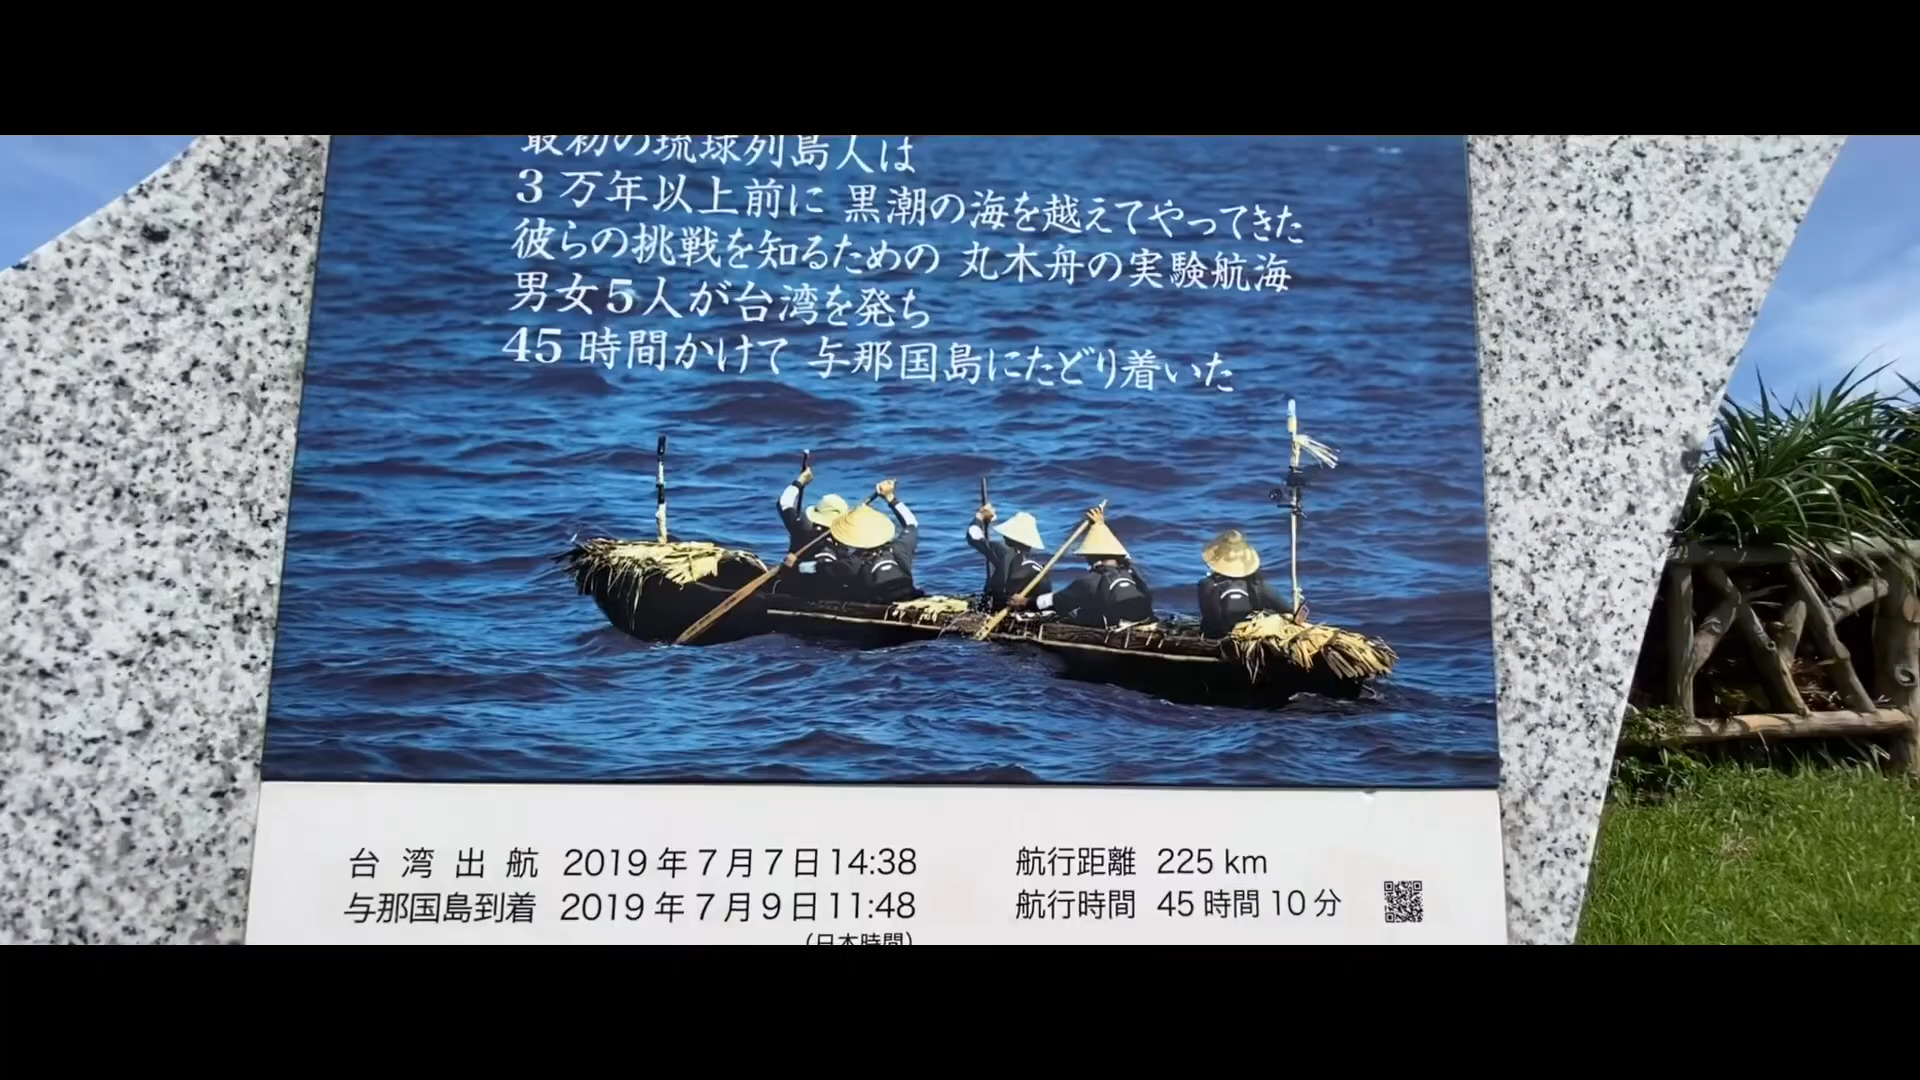 最初の琉球列島人は
3万年以上前に 黒潮の海を越えてやってきた
彼らの挑戦を知るための 丸木舟の実験航海
男女5人が台湾を発ち
45時間かけて 与那国島にたどり着いた
台湾出航 2019年7月7日14:38
与那国島到着 2019年7月9日11:48
(日本時間)
航行距離 225 km
航行時間 45時間10分